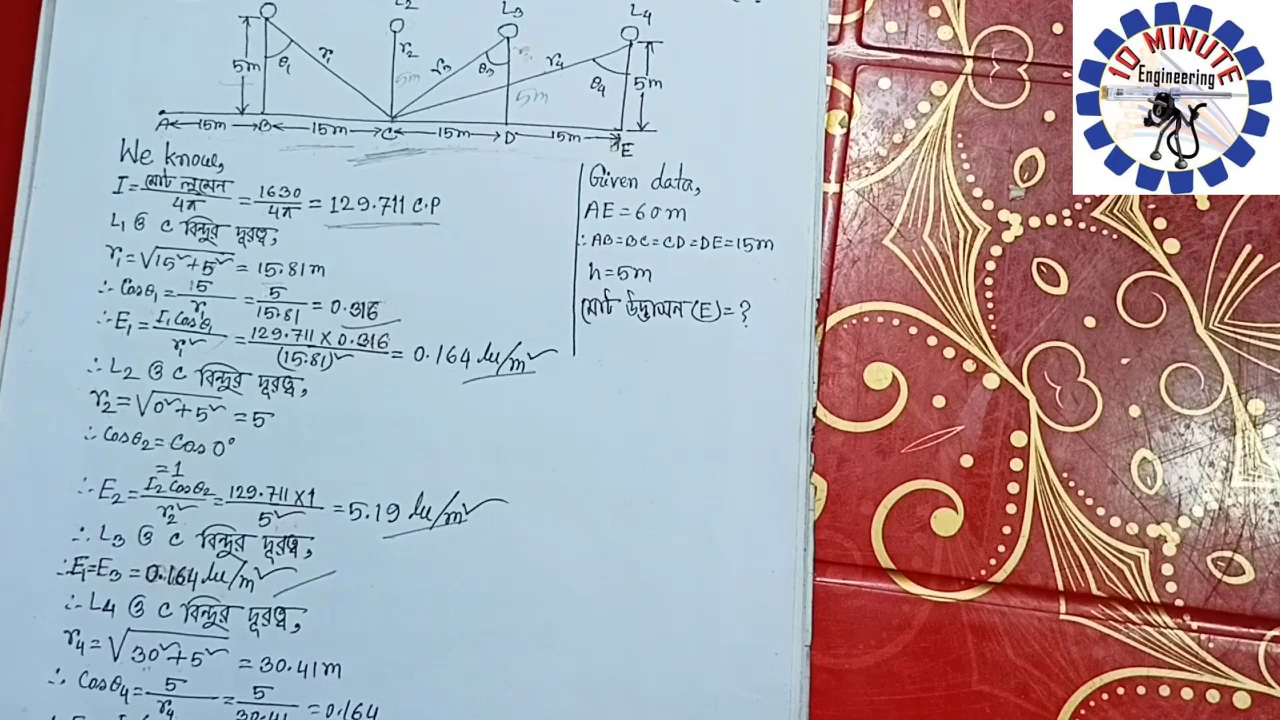 L2 L3 L4
5m θ1 r1 r2 5m r3 θ3 r4 5m θ4 5m
A 15m B 15m C 15m D 15m E
We know,
I = মোট লুমেন / 4π = 1630 / 4π = 129.711 C.P
L1 ও C বিন্দুর দূরত্ব,
r1 = √15² + 5² = 15.81 m
∴ Cosθ1 = 15 / r1 = 5 / 15.81 = 0.316
∴ E1 = I1 Cosθ1 / r1² = 129.711 × 0.316 / (15.81)² = 0.164 lu/m²
∴ L2 ও C বিন্দুর দূরত্ব,
r2 = √0² + 5² = 5
∴ Cosθ2 = Cos 0°
= 1
∴ E2 = I2 Cosθ2 / r2² = 129.711 × 1 / 5² = 5.19 lu/m²
∴ L3 ও C বিন্দুর দূরত্ব,
∴ E1 = E3 = 0.164 lu/m²
∴ L4 ও C বিন্দুর দূরত্ব,
r4 = √30² + 5² = 30.41 m
∴ Cosθ4 = 5 / r4 = 5 / 30.41 = 0.164
Given data,
AE = 60 m
∴ AB = BC = CD = DE = 15m
h = 5m
মোট উদ্ভাসন (E) = ?
10 MINUTE
Engineering